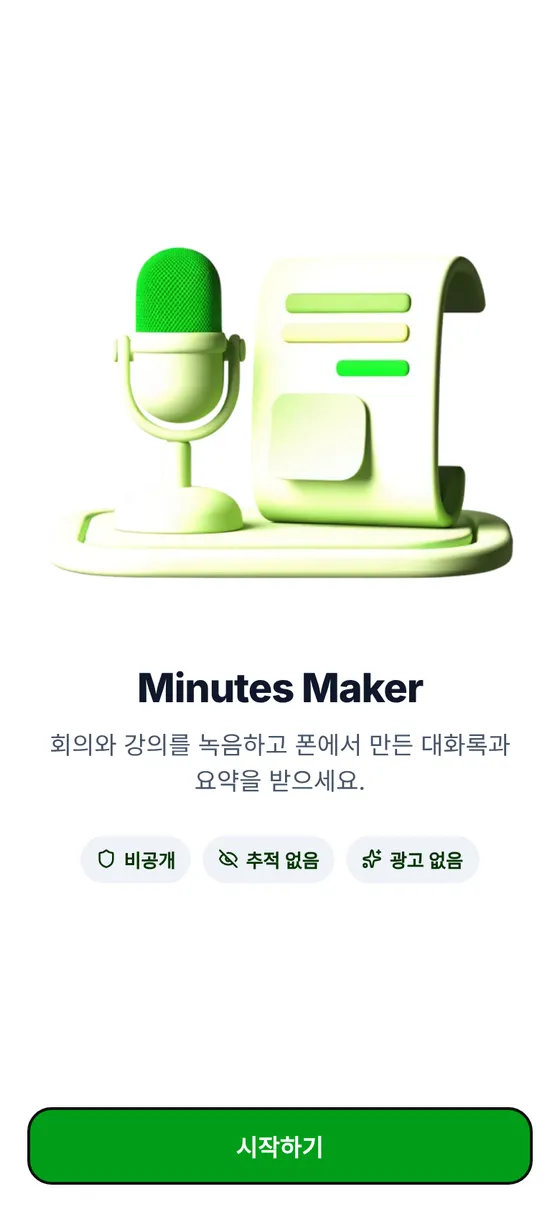 Minutes Maker
회의와 강의를 녹음하고 폰에서 만든 대화록과
요약을 받으세요.
비공개
추적 없음
광고 없음
시작하기